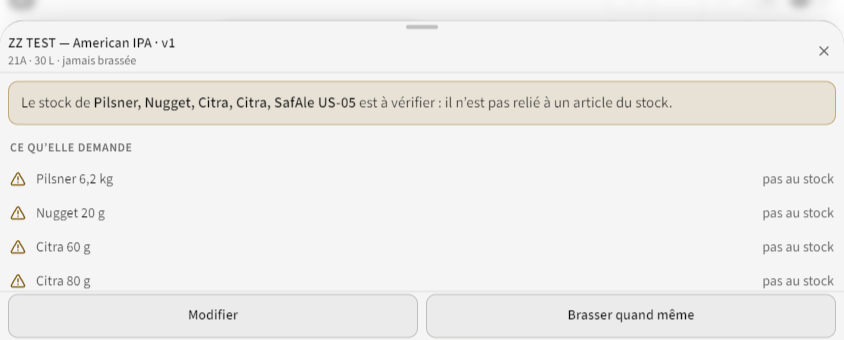 ZZ TEST — American IPA · v1
21A · 30 L · jamais brassée
Le stock de Pilsner, Nugget, Citra, Citra, SafAle US-05 est à vérifier : il n'est pas relié à un article du stock.
CE QU'ELLE DEMANDE
Pilsner 6,2 kg pas au stock
Nugget 20 g pas au stock
Citra 60 g pas au stock
Citra 80 g pas au stock
Modifier Brasser quand même